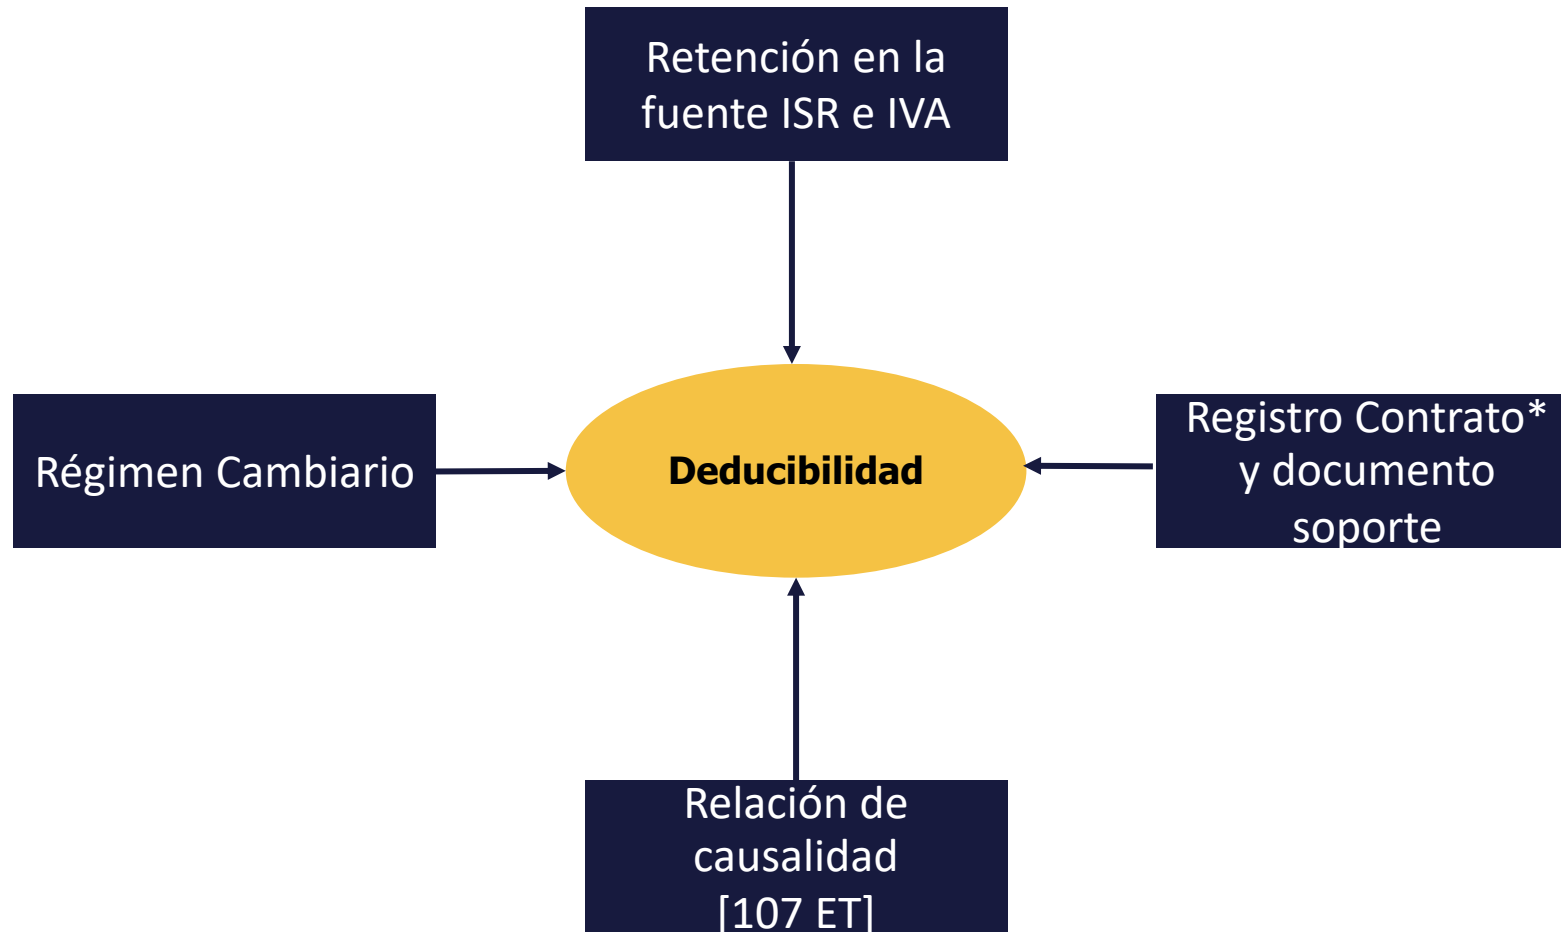 Retención en la
fuente ISR e IVA
Régimen Cambiario
Deducibilidad
Registro Contrato*
y documento
soporte
Relación de
causalidad
[107 ET]